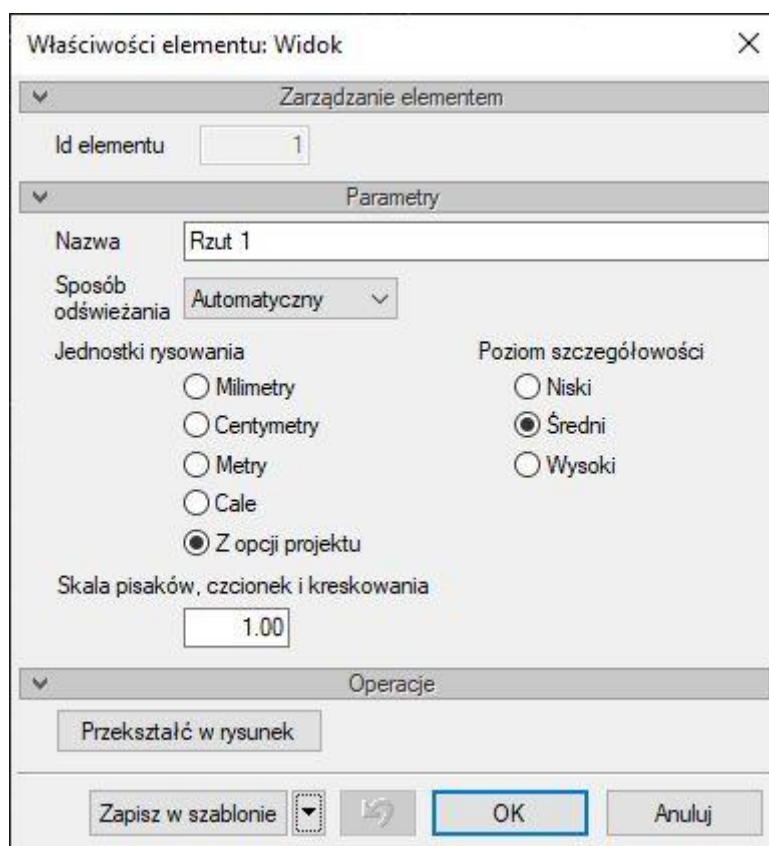 Właściwości elementu: Widok
Zarządzanie elementem
Id elementu 1
Parametry
Nazwa Rzut 1
Sposób
odświeżania Automatyczny
Jednostki rysowania Poziom szczegółowości
Milimetry Niski
Centymetry Średni
Metry Wysoki
Cale
Z opcji projektu
Skala pisaków, czcionek i kreskowania
1.00
Operacje
Przekształć w rysunek
Zapisz w szablonie OK Anuluj